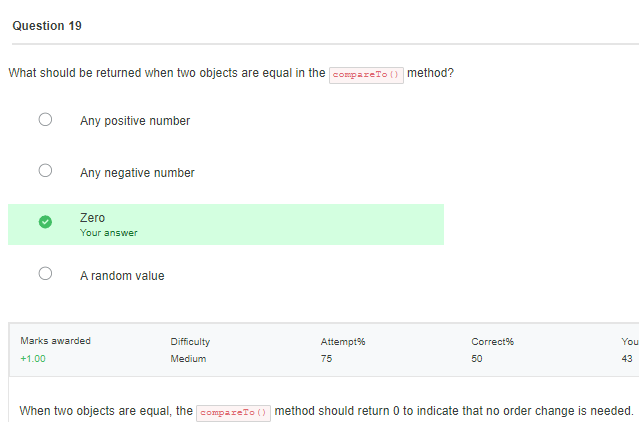 Question 19
What should be returned when two objects are equal in the compareTo() method?
Any positive number
Any negative number
Zero
Your answer
A random value
Marks awarded Difficulty Attempt% Correct% You
+1.00 Medium 75 50 43
When two objects are equal, the compareTo() method should return 0 to indicate that no order change is needed.